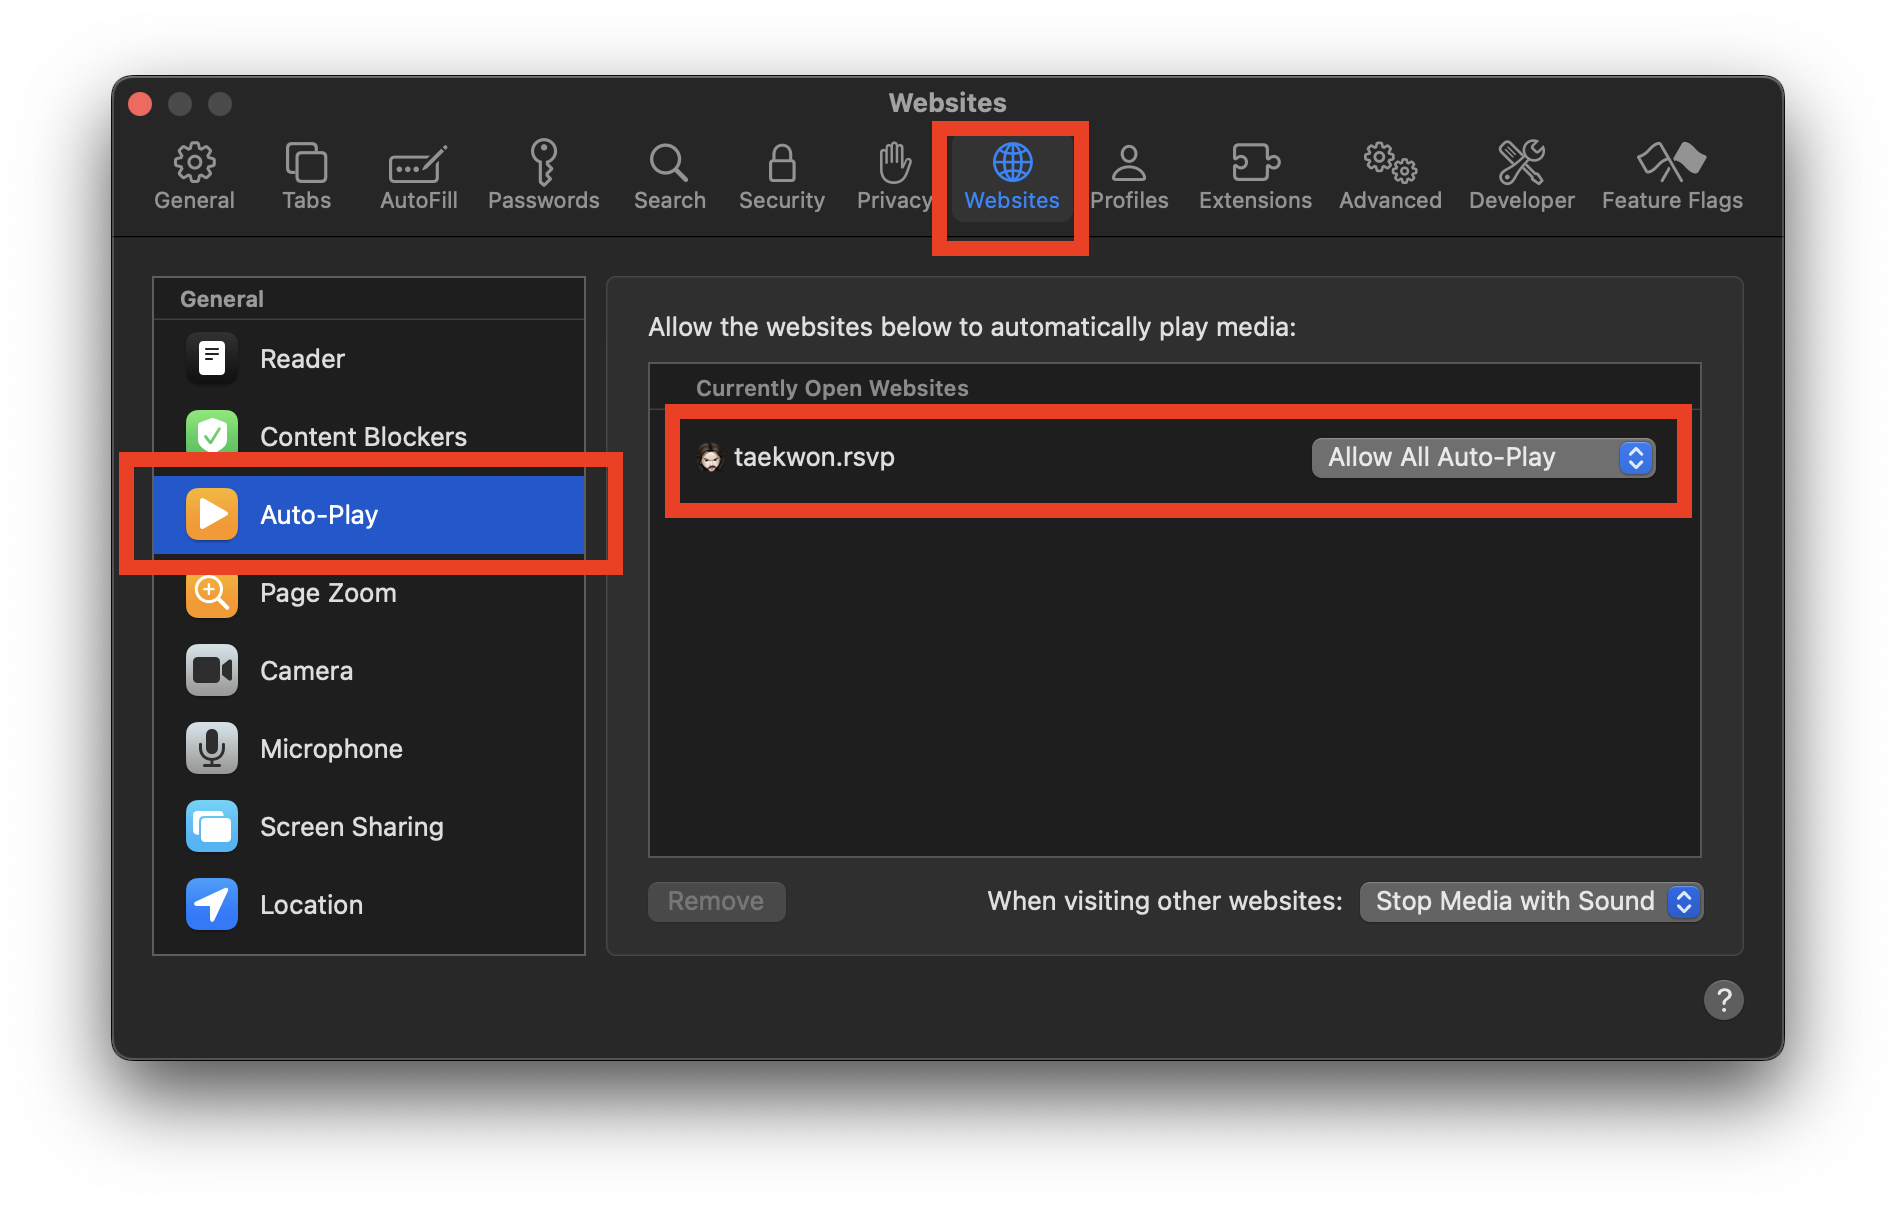 Websites
General
Tabs
AutoFill
Passwords
Search
Security
Privacy
Websites
Profiles
Extensions
Advanced
Developer
Feature Flags
General
Reader
Content Blockers
Auto-Play
Page Zoom
Camera
Microphone
Screen Sharing
Location
Allow the websites below to automatically play media:
Currently Open Websites
taekwon.rsvp
Allow All Auto-Play
Remove
When visiting other websites:
Stop Media with Sound
?